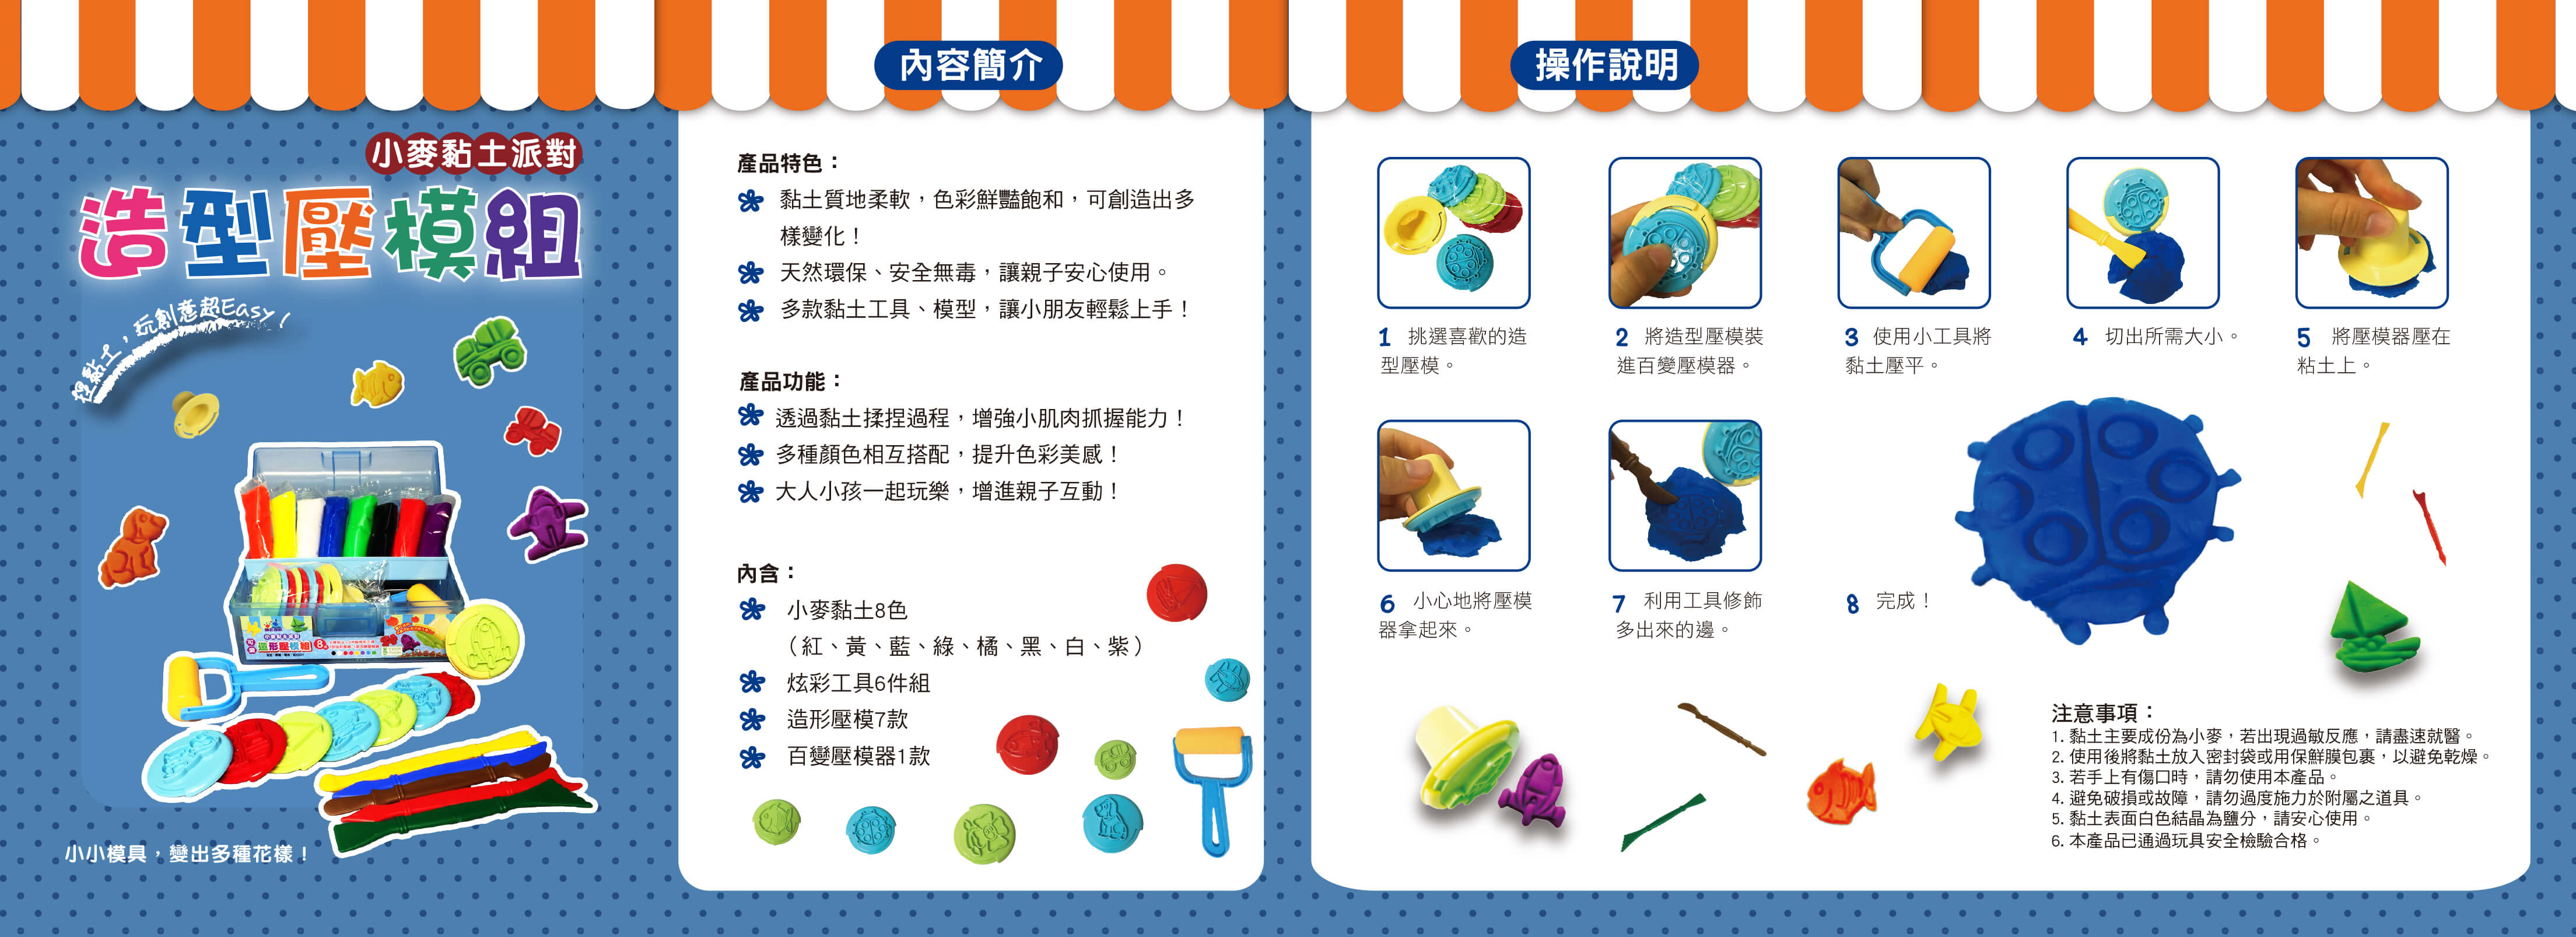 小麥黏土派對
造型壓模組
捏黏土，玩創意超Easy！
造形壓模組
小小模具，變出多種花樣！
內容簡介
產品特色：
黏土質地柔軟，色彩鮮豔飽和，可創造出多
樣變化！
天然環保、安全無毒，讓親子安心使用。
多款黏土工具、模型，讓小朋友輕鬆上手！
產品功能：
透過黏土揉捏過程，增強小肌肉抓握能力！
多種顏色相互搭配，提升色彩美感！
大人小孩一起玩樂，增進親子互動！
內含：
小麥黏土8色
（紅、黃、藍、綠、橘、黑、白、紫）
炫彩工具6件組
造形壓模7款
百變壓模器1款
操作說明
1 挑選喜歡的造
型壓模。
2 將造型壓模裝
進百變壓模器。
3 使用小工具將
黏土壓平。
4 切出所需大小。
5 將壓模器壓在
粘土上。
6 小心地將壓模
器拿起來。
7 利用工具修飾
多出來的邊。
8 完成！
注意事項：
1. 黏土主要成份為小麥，若出現過敏反應，請盡速就醫。
2. 使用後將黏土放入密封袋或用保鮮膜包裹，以避免乾燥。
3. 若手上有傷口時，請勿使用本產品。
4. 避免破損或故障，請勿過度施力於附屬之道具。
5. 黏土表面白色結晶為鹽分，請安心使用。
6. 本產品已通過玩具安全檢驗合格。